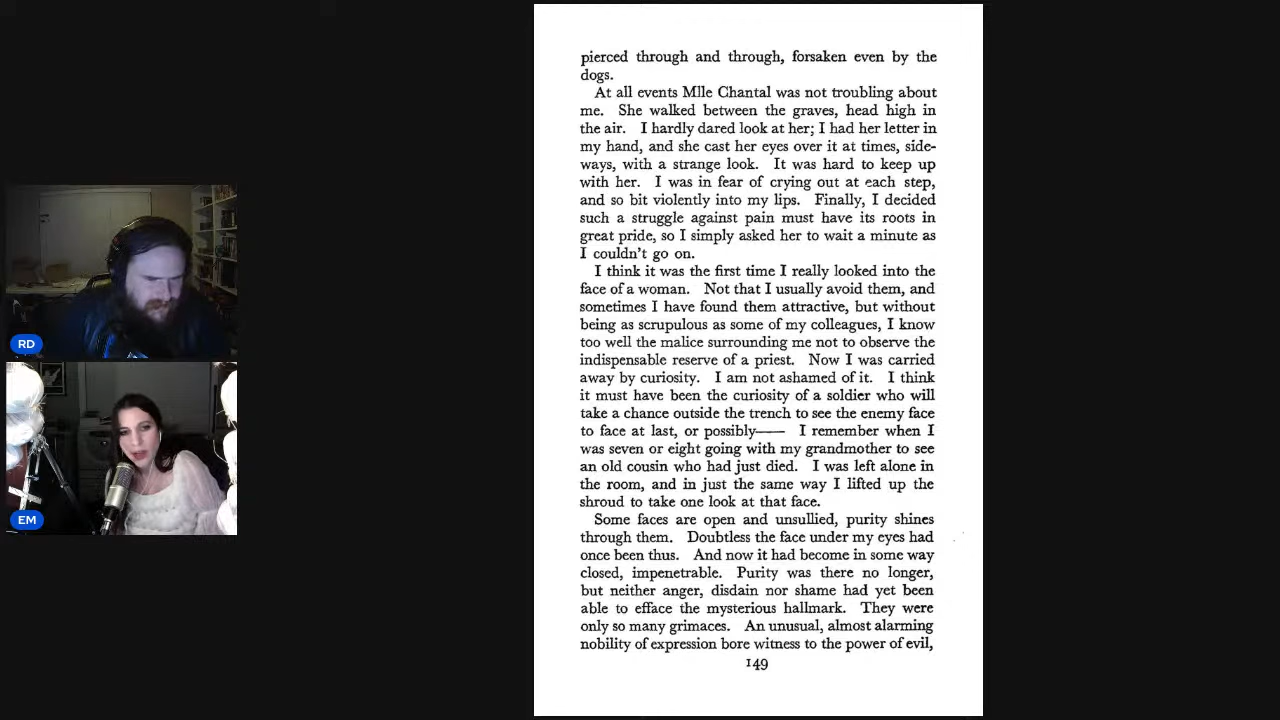 pierced through and through, forsaken even by the
dogs.
At all events Mlle Chantal was not troubling about
me. She walked between the graves, head high in
the air. I hardly dared look at her; I had her letter in
my hand, and she cast her eyes over it at times, side-
ways, with a strange look. It was hard to keep up
with her. I was in fear of crying out at each step,
and so bit violently into my lips. Finally, I decided
such a struggle against pain must have its roots in
great pride, so I simply asked her to wait a minute as
I couldn't go on.
I think it was the first time I really looked into the
face of a woman. Not that I usually avoid them, and
sometimes I have found them attractive, but without
being as scrupulous as some of my colleagues, I know
too well the malice surrounding me not to observe the
indispensable reserve of a priest. Now I was carried
away by curiosity. I am not ashamed of it. I think
it must have been the curiosity of a soldier who will
take a chance outside the trench to see the enemy face
to face at last, or possibly—— I remember when I
was seven or eight going with my grandmother to see
an old cousin who had just died. I was left alone in
the room, and in just the same way I lifted up the
shroud to take one look at that face.
Some faces are open and unsullied, purity shines
through them. Doubtless the face under my eyes had
once been thus. And now it had become in some way
closed, impenetrable. Purity was there no longer,
but neither anger, disdain nor shame had yet been
able to efface the mysterious hallmark. They were
only so many grimaces. An unusual, almost alarming
nobility of expression bore witness to the power of evil,
149
RD
EM